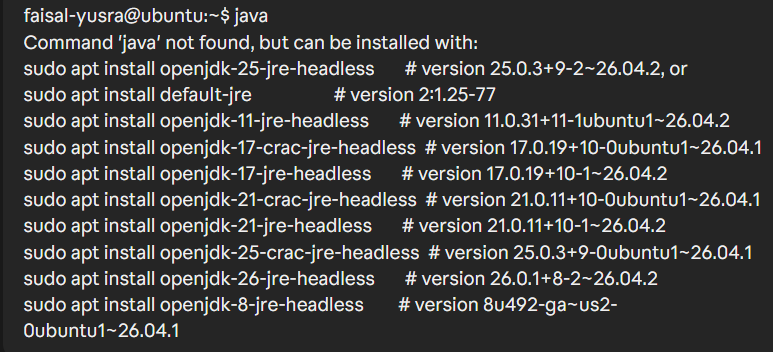 faisal-yusra@ubuntu:~$ java
Command 'java' not found, but can be installed with:
sudo apt install openjdk-25-jre-headless      # version 25.0.3+9-2~26.04.2, or
sudo apt install default-jre                # version 2:1.25-77
sudo apt install openjdk-11-jre-headless      # version 11.0.31+11-1ubuntu1~26.04.2
sudo apt install openjdk-17-crac-jre-headless  # version 17.0.19+10-0ubuntu1~26.04.1
sudo apt install openjdk-17-jre-headless      # version 17.0.19+10-1~26.04.2
sudo apt install openjdk-21-crac-jre-headless  # version 21.0.11+10-0ubuntu1~26.04.1
sudo apt install openjdk-21-jre-headless      # version 21.0.11+10-1~26.04.2
sudo apt install openjdk-25-crac-jre-headless  # version 25.0.3+9-0ubuntu1~26.04.1
sudo apt install openjdk-26-jre-headless      # version 26.0.1+8-2~26.04.2
sudo apt install openjdk-8-jre-headless       # version 8u492-ga~us2-
0ubuntu1~26.04.1